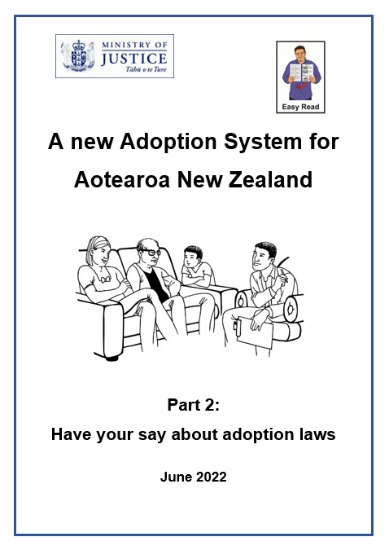 MINISTRY OF
JUSTICE
Tāhū o te Ture
Easy Read
A new Adoption System for
Aotearoa New Zealand
Part 2:
Have your say about adoption laws
June 2022